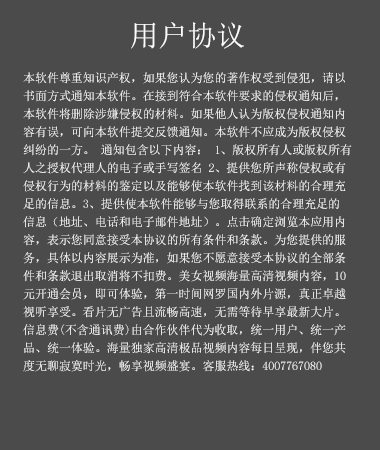 用户协议
本软件尊重知识产权，如果您认为您的著作权受到侵犯，请以
书面方式通知本软件。在接到符合本软件要求的侵权通知后，
本软件将删除涉嫌侵权的材料。如果他人认为版权侵权通知内
容有误，可向本软件提交反馈通知。本软件不应成为版权侵权
纠纷的一方。 通知包含以下内容： 1、版权所有人或版权所有
人之授权代理人的电子或手写签名 2、提供您所声称侵权或有
侵权行为的材料的鉴定以及能够使本软件找到该材料的合理充
足的信息。3、提供使本软件能够与您取得联系的合理充足的
信息（地址、电话和电子邮件地址）。点击确定浏览本应用内
容，表示您同意接受本协议的所有条件和条款。为您提供的服
务，具体以内容展示为准，如果您不愿意接受本协议的全部条
件和条款退出取消将不扣费。美女视频海量高清视频内容，10
元开通会员，即可体验，第一时间网罗国内外片源，真正卓越
视听享受。看片无广告且流畅高速，无需等待早享最新大片。
信息费(不含通讯费)由合作伙伴代为收取，统一用户、统一产
品、统一体验。海量独家高清极品视频内容每日呈现，伴您共
度无聊寂寞时光，畅享视频盛宴。客服热线：4007767080